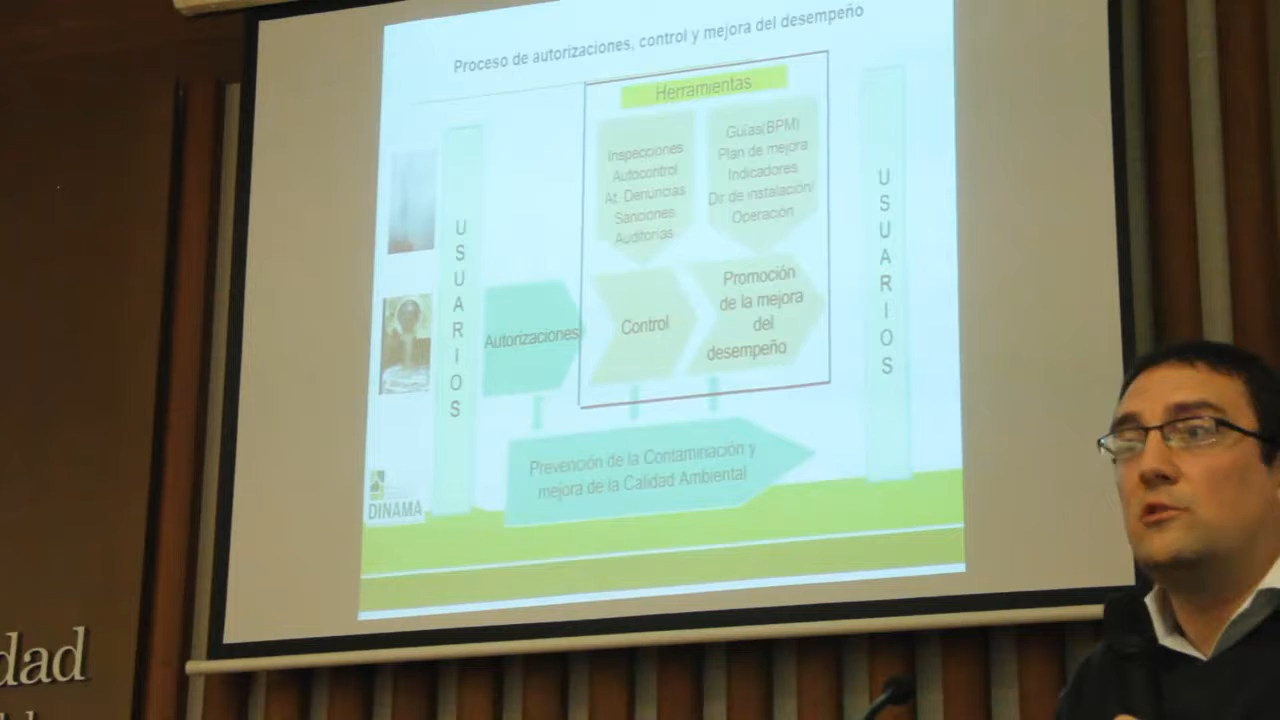 Proceso de autorizaciones, control y mejora del desempeño
Herramientas
Inspecciones
Autocontrol
At. Denuncias
Sanciones
Auditorías
Guías(BPM)
Plan de mejora
Indicadores
Dir. de instalación/
Operación
USUARIOS
Autorizaciones
Control
Promoción
de la mejora
del
desempeño
USUARIOS
Prevención de la Contaminación y
mejora de la Calidad Ambiental
DINAMA
dad